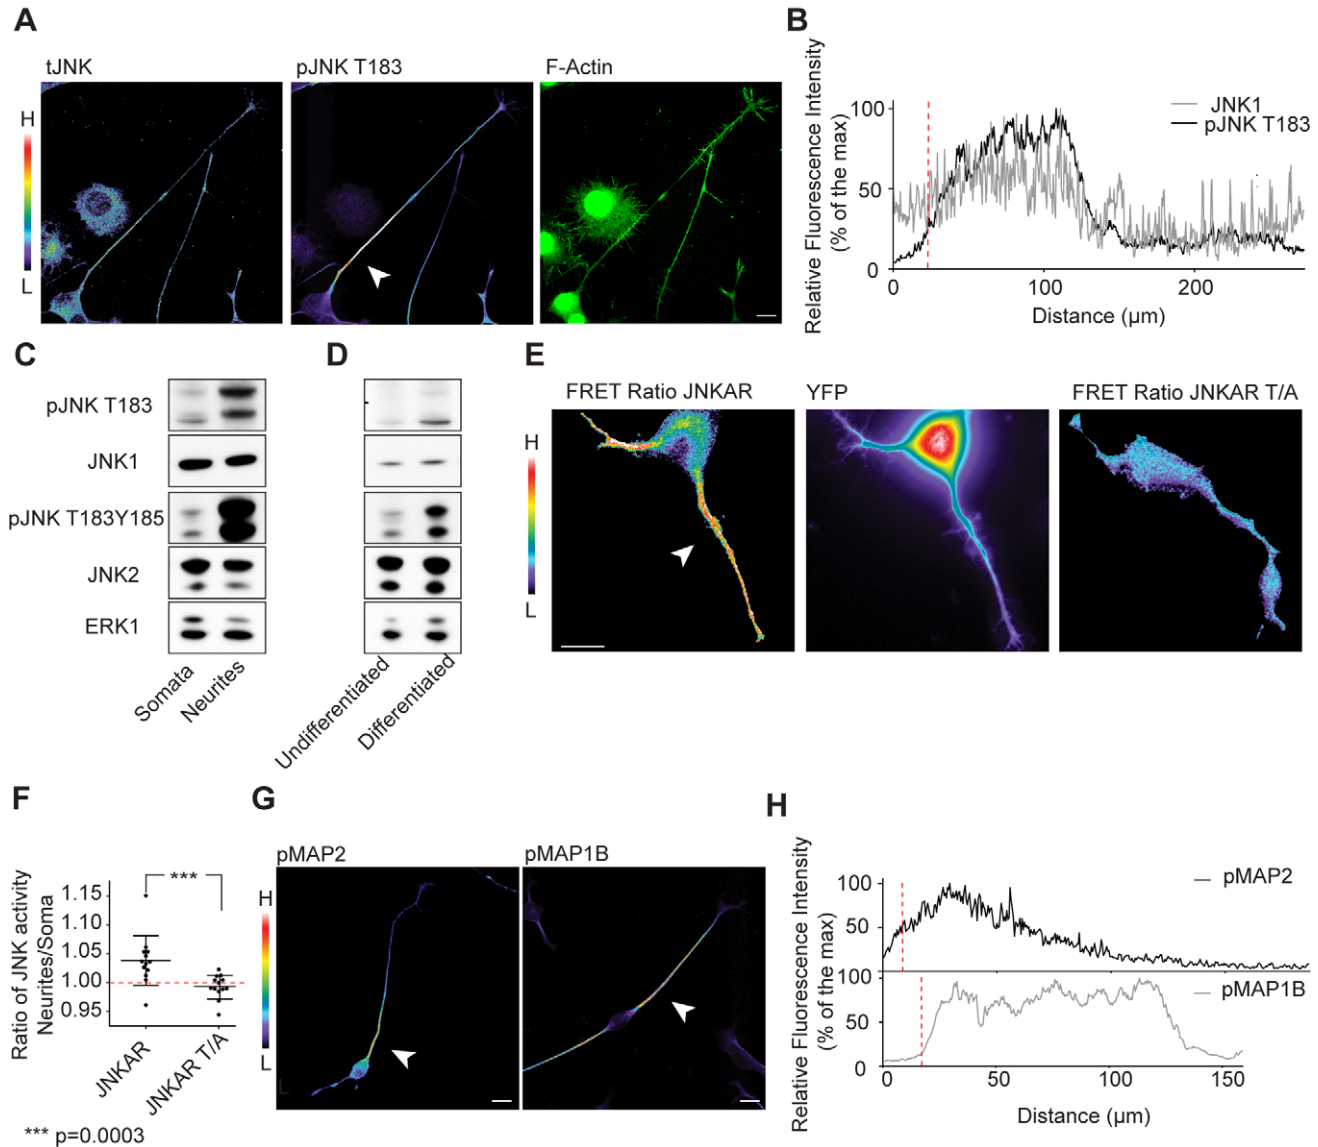 A
tJNK
pJNK T183
F-Actin
H
L
B
Relative Fluorescence Intensity
(% of the max)
100
50
0
JNK1
pJNK T183
0
100
200
Distance (µm)
C
D
pJNK T183
JNK1
pJNK T183Y185
JNK2
ERK1
Somata
Neurites
Undifferentiated
Differentiated
E
FRET Ratio JNKAR
YFP
FRET Ratio JNKAR T/A
H
L
F
Ratio of JNK activity
Neurites/Soma
1.15
1.10
1.05
1.00
0.95
***
JNKAR
JNKAR T/A
*** p=0.0003
G
pMAP2
pMAP1B
H
L
L
H
Relative Fluorescence Intensity
(% of the max)
100
50
pMAP2
100
50
0
pMAP1B
0
50
100
150
Distance (µm)